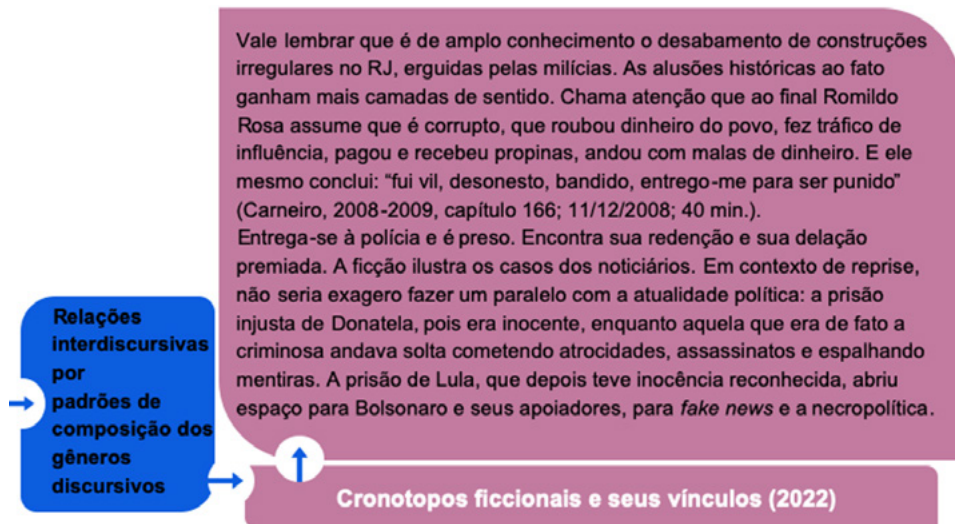 Vale lembrar que é de amplo conhecimento o desabamento de construções
irregulares no RJ, erguidas pelas milícias. As alusões históricas ao fato
ganham mais camadas de sentido. Chama atenção que ao final Romildo
Rosa assume que é corrupto, que roubou dinheiro do povo, fez tráfico de
influência, pagou e recebeu propinas, andou com malas de dinheiro. E ele
mesmo conclui: “fui vil, desonesto, bandido, entrego-me para ser punido”
(Carneiro, 2008-2009, capítulo 166; 11/12/2008; 40 min.).
Entrega-se à polícia e é preso. Encontra sua redenção e sua delação
premiada. A ficção ilustra os casos dos noticiários. Em contexto de reprise,
não seria exagero fazer um paralelo com a atualidade política: a prisão
injusta de Donatela, pois era inocente, enquanto aquela que era de fato a
criminosa andava solta cometendo atrocidades, assassinatos e espalhando
mentiras. A prisão de Lula, que depois teve inocência reconhecida, abriu
espaço para Bolsonaro e seus apoiadores, para fake news e a necropolítica.
Relações
interdiscursivas
por
padrões de
composição dos
gêneros
discursivos
Cronotopos ficcionais e seus vínculos (2022)